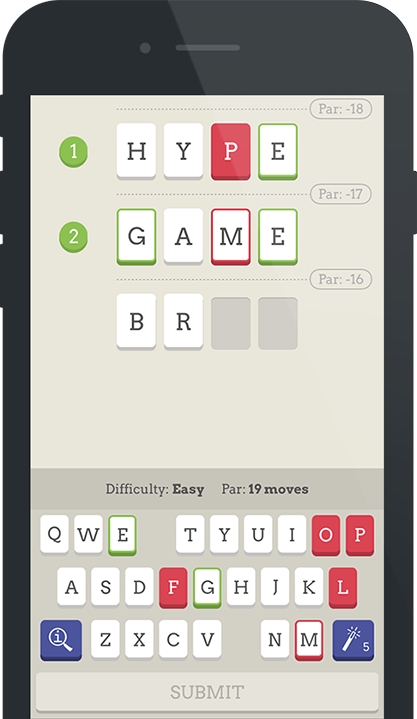 Par: -18
1 H Y P E
Par: -17
2 G A M E
Par: -16
B R
Difficulty: Easy Par: 19 moves
Q W E T Y U I O P
A S D F G H J K L
i Z X C V N M 5
SUBMIT